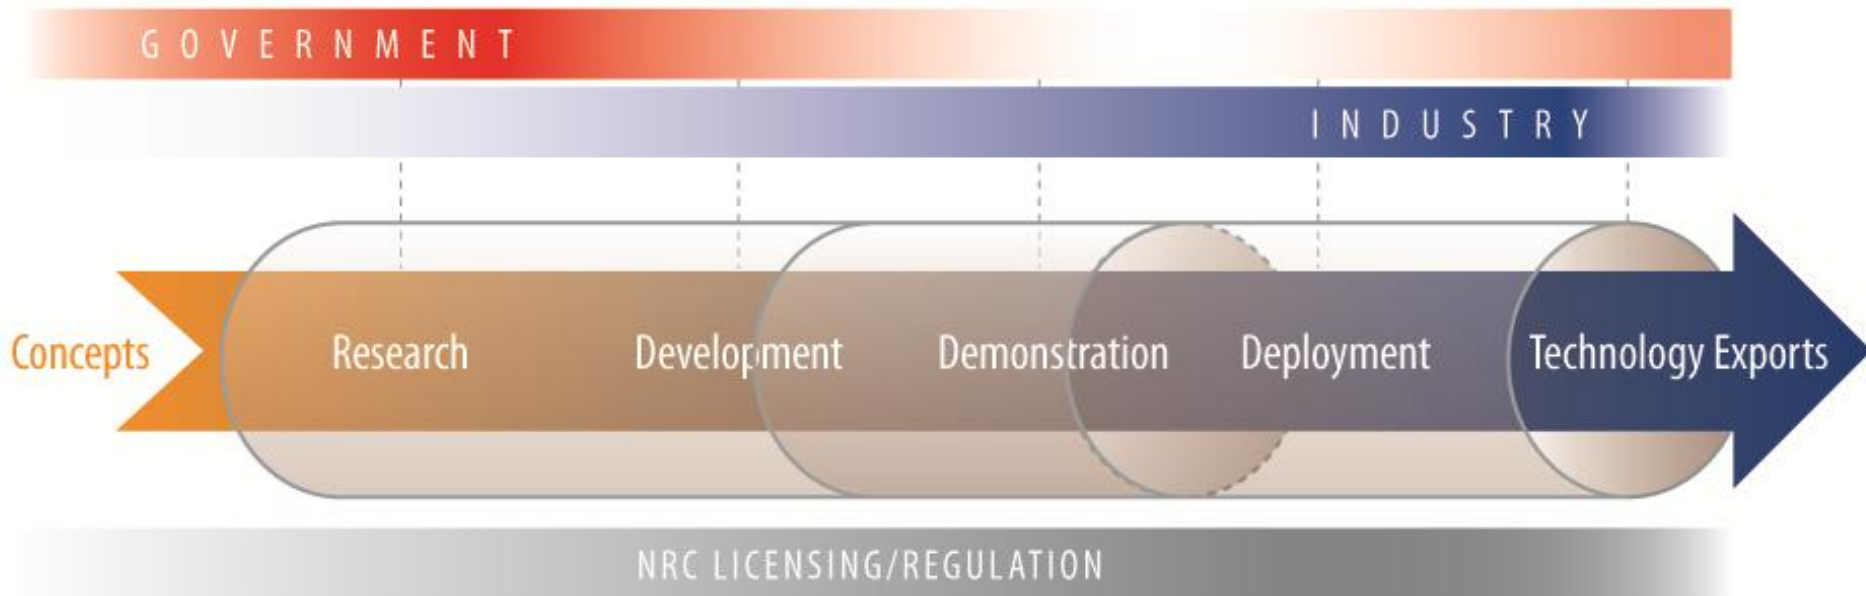 GOVERNMENT
INDUSTRY
Concepts
Research
Development
Demonstration
Deployment
Technology Exports
NRC LICENSING/REGULATION